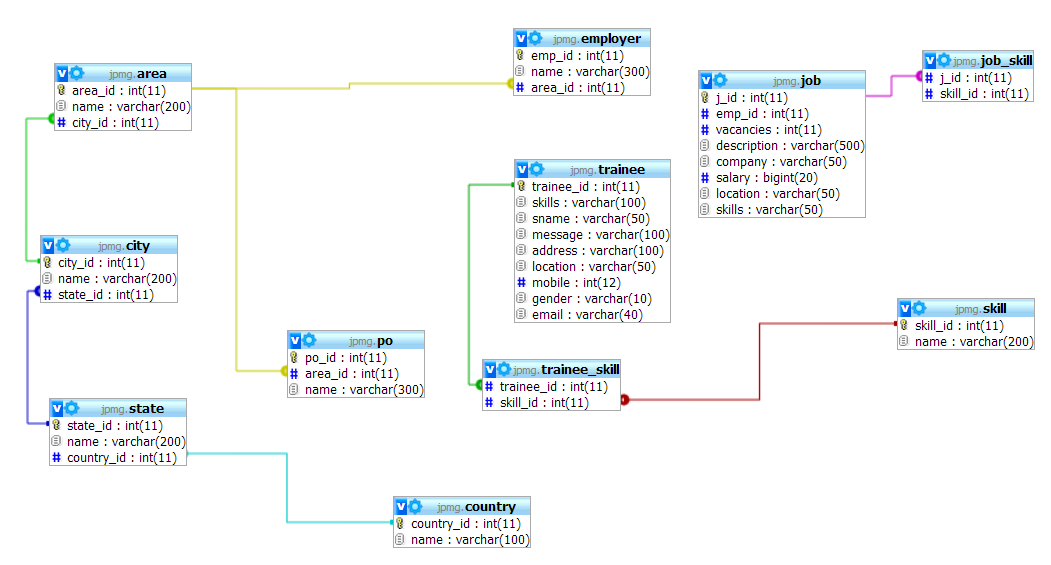 jpmg.area
area_id : int(11)
name : varchar(200)
city_id : int(11)
jpmg.employer
emp_id : int(11)
name : varchar(300)
area_id : int(11)
jpmg.job
j_id : int(11)
emp_id : int(11)
vacancies : int(11)
description : varchar(500)
company : varchar(50)
salary : bigint(20)
location : varchar(50)
skills : varchar(50)
jpmg.job_skill
j_id : int(11)
skill_id : int(11)
jpmg.trainee
trainee_id : int(11)
skills : varchar(100)
sname : varchar(50)
message : varchar(100)
address : varchar(100)
location : varchar(50)
mobile : int(12)
gender : varchar(10)
email : varchar(40)
jpmg.city
city_id : int(11)
name : varchar(200)
state_id : int(11)
jpmg.po
po_id : int(11)
area_id : int(11)
name : varchar(300)
jpmg.skill
skill_id : int(11)
name : varchar(200)
jpmg.trainee_skill
trainee_id : int(11)
skill_id : int(11)
jpmg.state
state_id : int(11)
name : varchar(200)
country_id : int(11)
jpmg.country
country_id : int(11)
name : varchar(100)